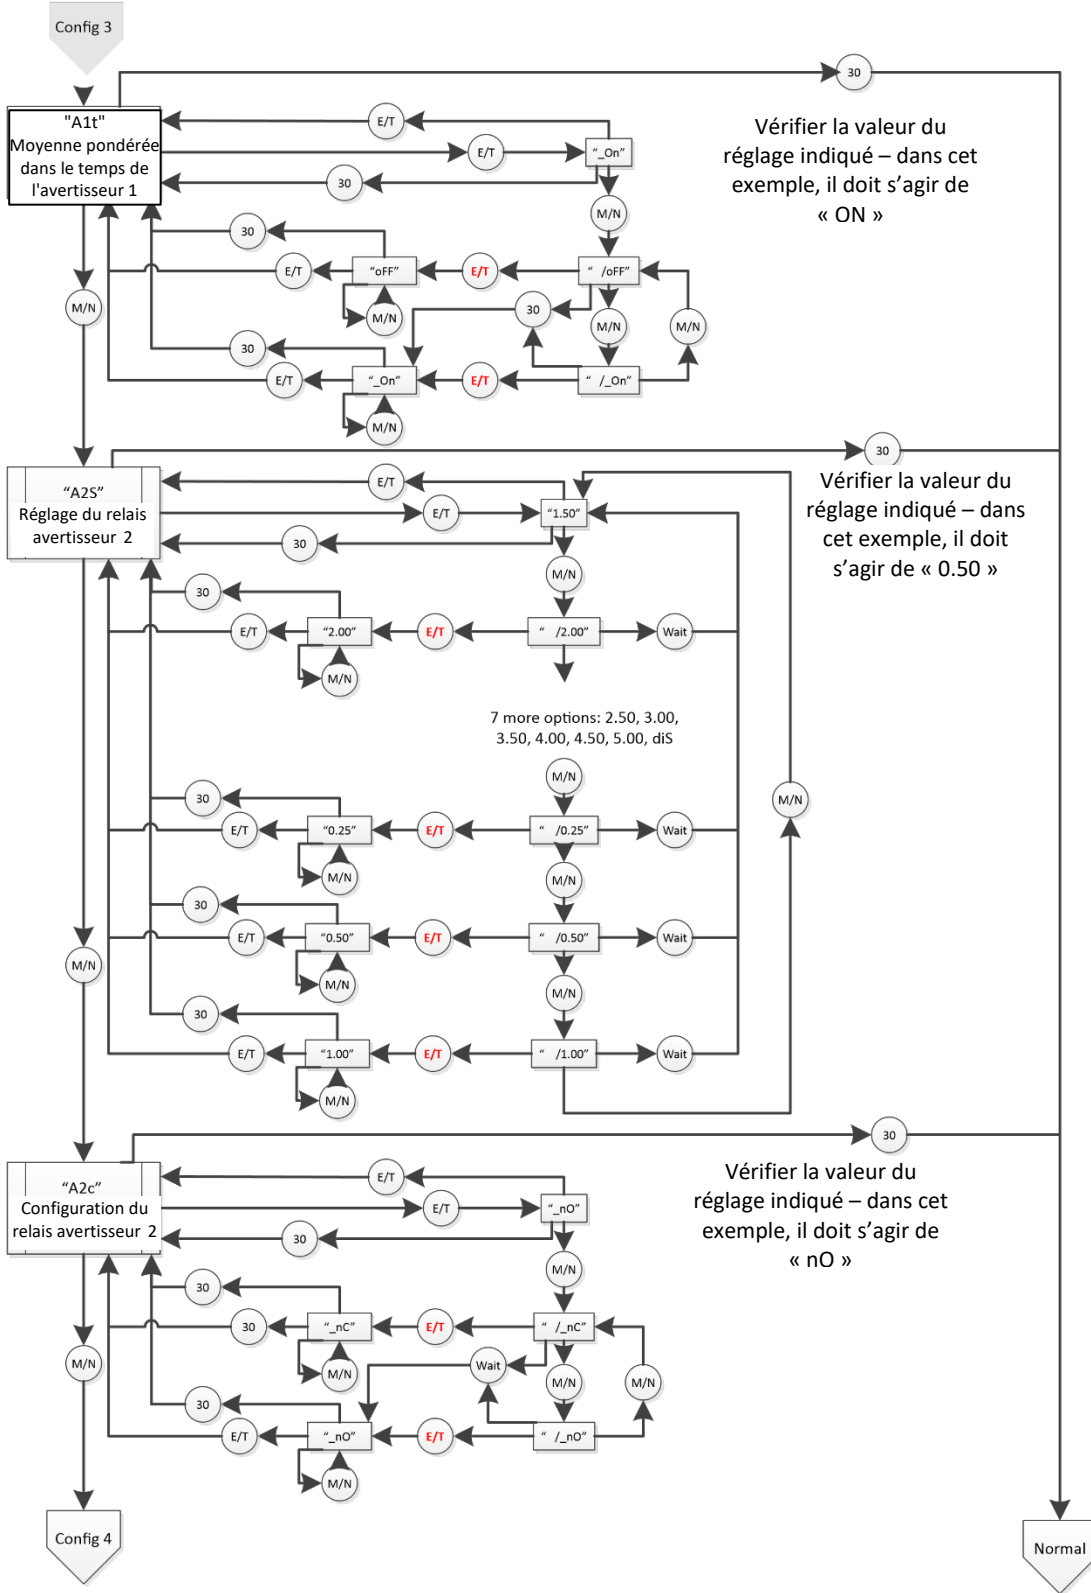 Config 3
30
"A1t"
Moyenne pondérée
dans le temps de
l'avertisseur 1
E/T
E/T
"_On"
30
Vérifier la valeur du
réglage indiqué – dans cet
exemple, il doit s'agir de
« ON »
M/N
30
E/T
"oFF"
E/T
" /oFF"
M/N
M/N
30
M/N
M/N
30
E/T
"_On"
E/T
" /_On"
M/N
30
"A2S"
Réglage du relais
avertisseur 2
E/T
E/T
"1.50"
30
Vérifier la valeur du
réglage indiqué – dans
cet exemple, il doit
s'agir de « 0.50 »
M/N
30
E/T
"2.00"
E/T
" /2.00"
Wait
M/N
7 more options: 2.50, 3.00,
3.50, 4.00, 4.50, 5.00, diS
M/N
M/N
30
E/T
"0.25"
E/T
" /0.25"
Wait
M/N
M/N
30
E/T
"0.50"
E/T
" /0.50"
Wait
M/N
M/N
M/N
30
E/T
"1.00"
E/T
" /1.00"
Wait
M/N
30
"A2c"
Configuration du
relais avertisseur 2
E/T
E/T
"_nO"
30
Vérifier la valeur du
réglage indiqué – dans cet
exemple, il doit s'agir de
« nO »
M/N
30
30
"_nC"
E/T
" /_nC"
M/N
M/N
Wait
M/N
M/N
30
E/T
"_nO"
E/T
" /_nO"
M/N
Config 4
Normal